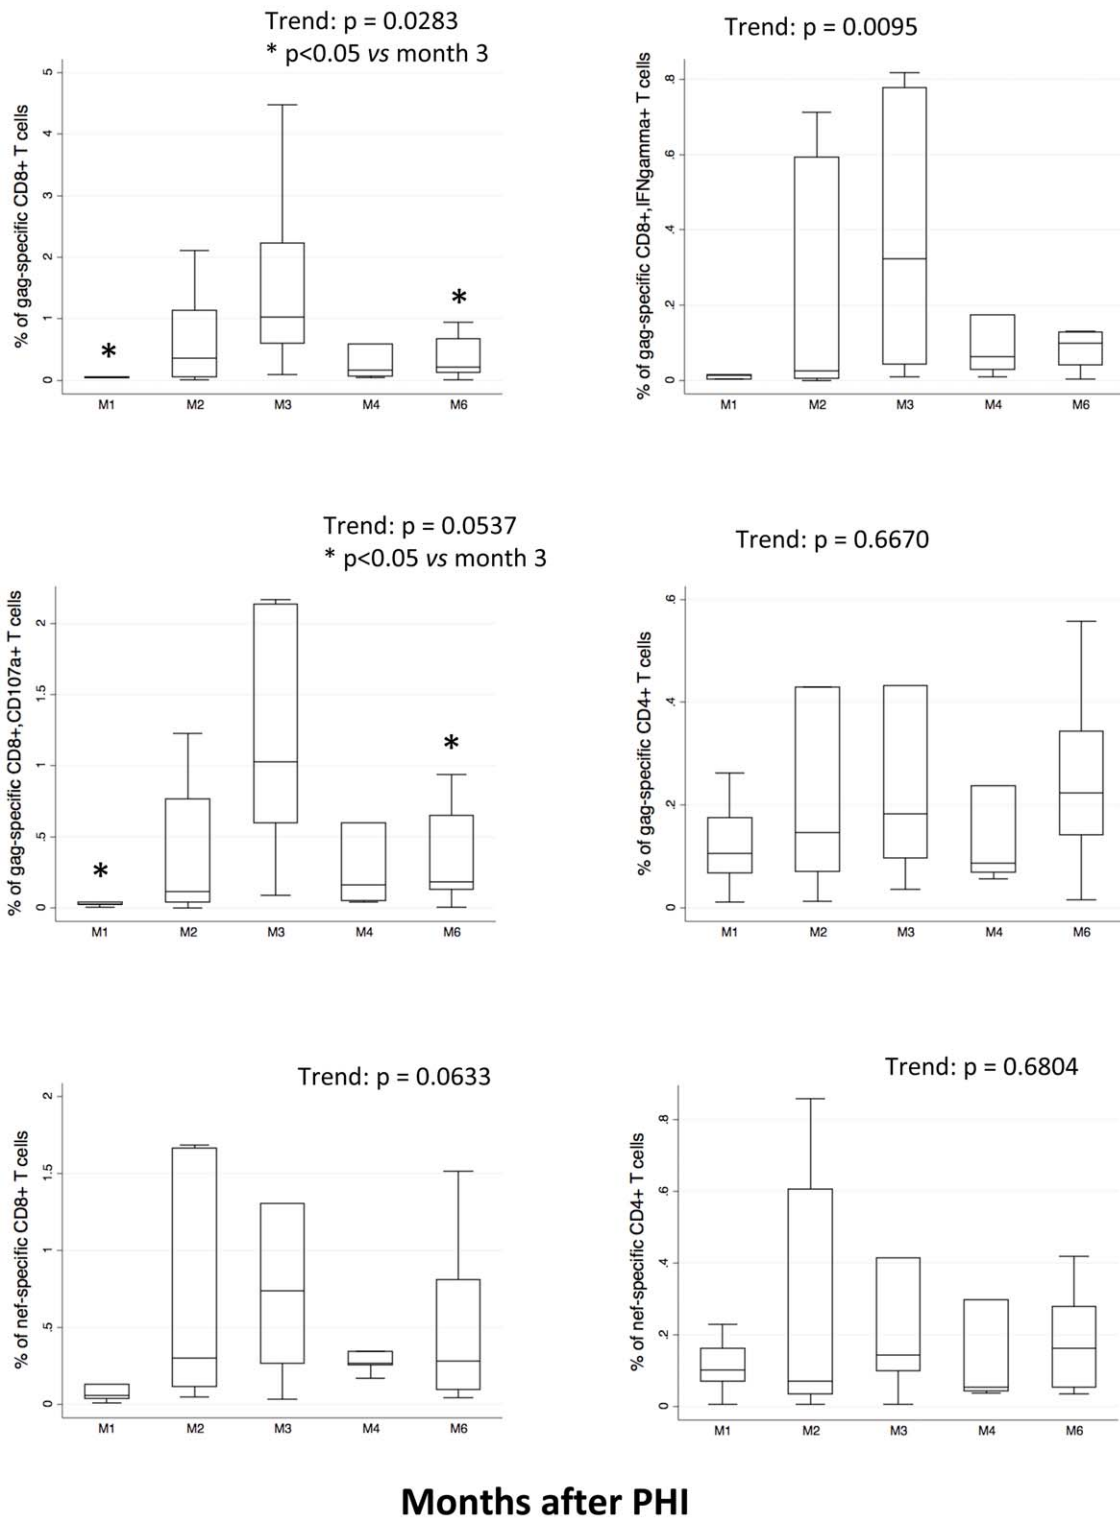 Trend: p = 0.0283
* p<0.05 vs month 3
% of gag-specific CD8+ T cells
5
4
3
2
1
0
*
*
M1 M2 M3 M4 M6
Trend: p = 0.0095
% of gag-specific CD8+,IFNgamma+ T cells
.8
.6
.4
.2
0
M1 M2 M3 M4 M6
Trend: p = 0.0537
* p<0.05 vs month 3
% of gag-specific CD8+,CD107a+ T cells
2
1.5
1
.5
0
*
*
M1 M2 M3 M4 M6
Trend: p = 0.6670
% of gag-specific CD4+ T cells
.6
.4
.2
0
M1 M2 M3 M4 M6
Trend: p = 0.0633
% of nef-specific CD8+ T cells
2
1.5
1
.5
0
M1 M2 M3 M4 M6
Trend: p = 0.6804
% of nef-specific CD4+ T cells
.8
.6
.4
.2
0
M1 M2 M3 M4 M6
Months after PHI